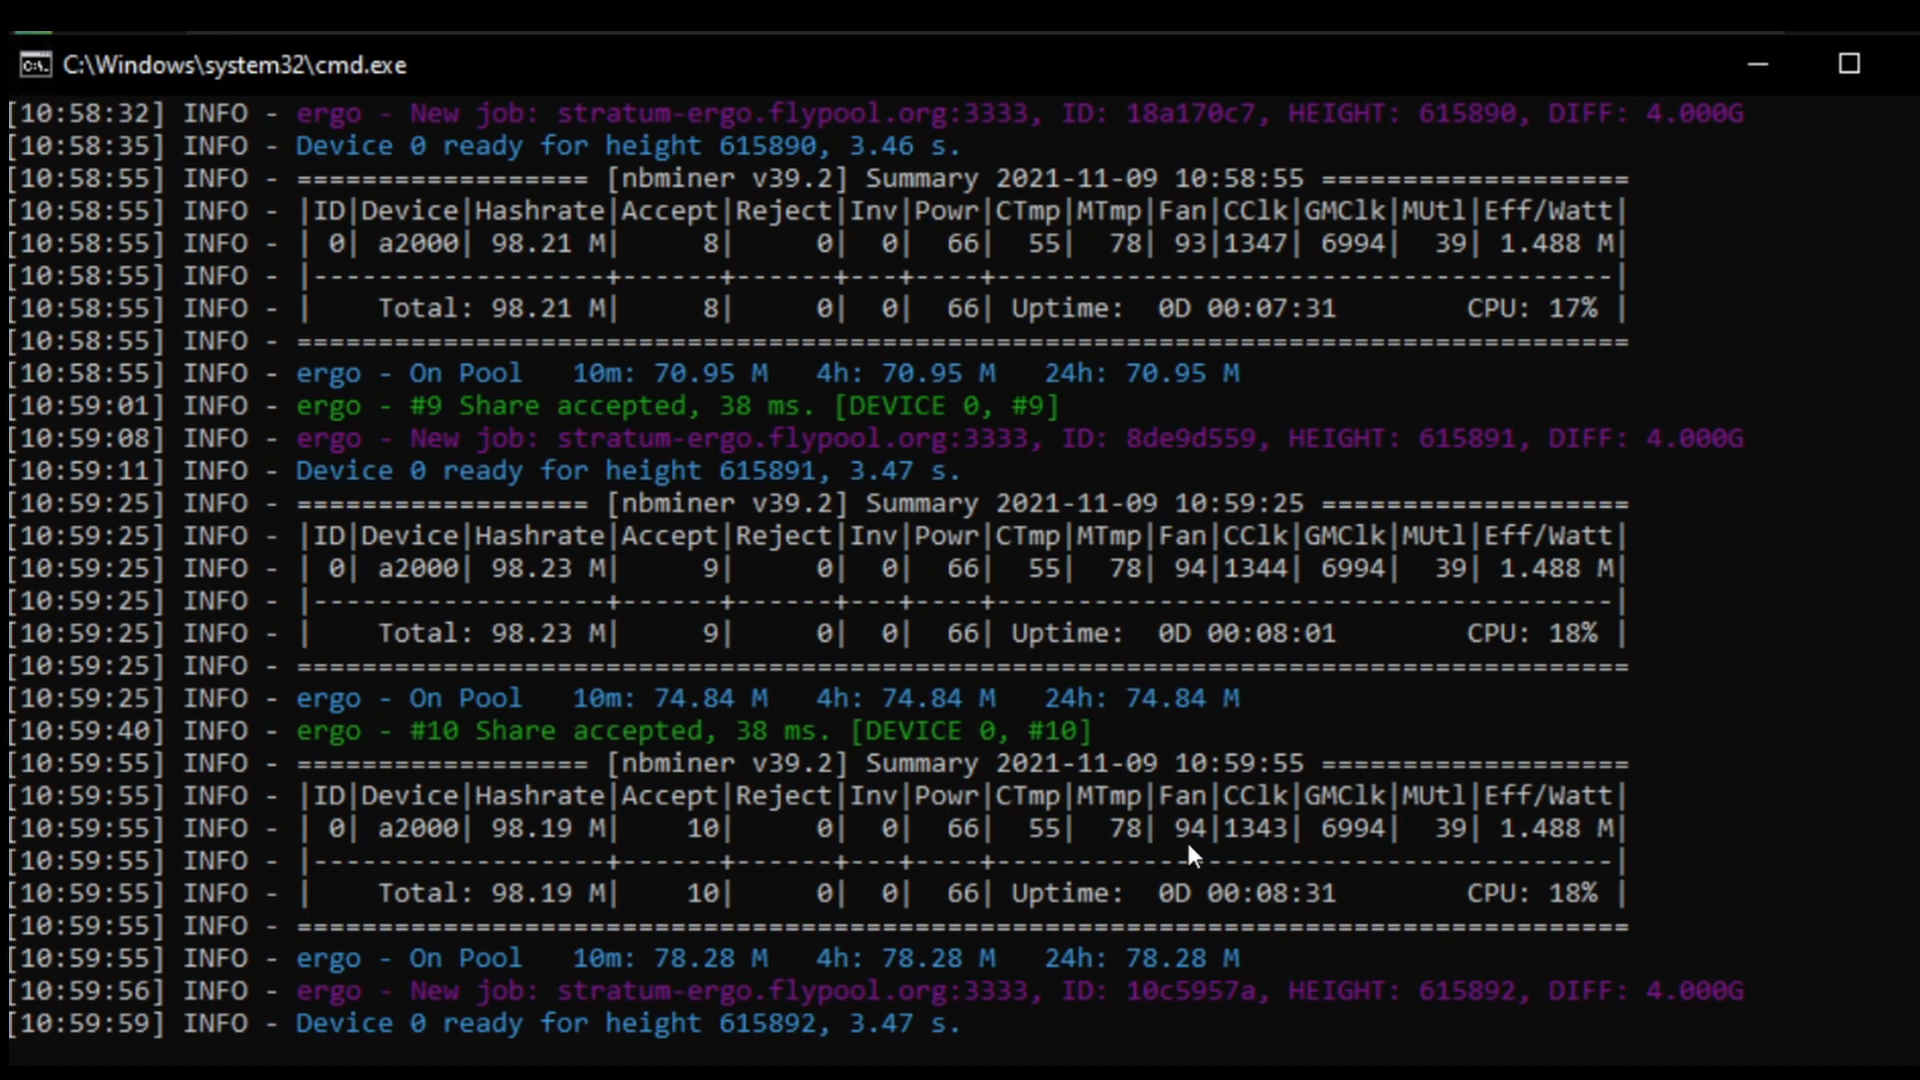 C:\Windows\system32\cmd.exe
[10:58:32] INFO - ergo - New job: stratum-ergo.flypool.org:3333, ID: 18a170c7, HEIGHT: 615890, DIFF: 4.000G
[10:58:35] INFO - Device 0 ready for height 615890, 3.46 s.
[10:58:55] INFO - ================== [nbminer v39.2] Summary 2021-11-09 10:58:55 ===================
[10:58:55] INFO - |ID|Device|Hashrate|Accept|Reject|Inv|Powr|CTmp|MTmp|Fan|CClk|GMClk|MUtl|Eff/Watt|
[10:58:55] INFO - | 0| a2000| 98.21 M|     8|     0|  0|  66|  55|  78| 93|1347| 6994|  39| 1.488 M|
[10:58:55] INFO - |------------------+------+------+---+----+--------------------------------------|
[10:58:55] INFO - |    Total: 98.21 M|     8|     0|  0|  66| Uptime:  0D 00:07:31        CPU: 17% |
[10:58:55] INFO - ==================================================================================
[10:58:55] INFO - ergo - On Pool   10m: 70.95 M   4h: 70.95 M   24h: 70.95 M
[10:59:01] INFO - ergo - #9 Share accepted, 38 ms. [DEVICE 0, #9]
[10:59:08] INFO - ergo - New job: stratum-ergo.flypool.org:3333, ID: 8de9d559, HEIGHT: 615891, DIFF: 4.000G
[10:59:11] INFO - Device 0 ready for height 615891, 3.47 s.
[10:59:25] INFO - ================== [nbminer v39.2] Summary 2021-11-09 10:59:25 ===================
[10:59:25] INFO - |ID|Device|Hashrate|Accept|Reject|Inv|Powr|CTmp|MTmp|Fan|CClk|GMClk|MUtl|Eff/Watt|
[10:59:25] INFO - | 0| a2000| 98.23 M|     9|     0|  0|  66|  55|  78| 94|1344| 6994|  39| 1.488 M|
[10:59:25] INFO - |------------------+------+------+---+----+--------------------------------------|
[10:59:25] INFO - |    Total: 98.23 M|     9|     0|  0|  66| Uptime:  0D 00:08:01        CPU: 18% |
[10:59:25] INFO - ==================================================================================
[10:59:25] INFO - ergo - On Pool   10m: 74.84 M   4h: 74.84 M   24h: 74.84 M
[10:59:40] INFO - ergo - #10 Share accepted, 38 ms. [DEVICE 0, #10]
[10:59:55] INFO - ================== [nbminer v39.2] Summary 2021-11-09 10:59:55 ===================
[10:59:55] INFO - |ID|Device|Hashrate|Accept|Reject|Inv|Powr|CTmp|MTmp|Fan|CClk|GMClk|MUtl|Eff/Watt|
[10:59:55] INFO - | 0| a2000| 98.19 M|    10|     0|  0|  66|  55|  78| 94|1343| 6994|  39| 1.488 M|
[10:59:55] INFO - |------------------+------+------+---+----+--------------------------------------|
[10:59:55] INFO - |    Total: 98.19 M|    10|     0|  0|  66| Uptime:  0D 00:08:31        CPU: 18% |
[10:59:55] INFO - ==================================================================================
[10:59:55] INFO - ergo - On Pool   10m: 78.28 M   4h: 78.28 M   24h: 78.28 M
[10:59:56] INFO - ergo - New job: stratum-ergo.flypool.org:3333, ID: 10c5957a, HEIGHT: 615892, DIFF: 4.000G
[10:59:59] INFO - Device 0 ready for height 615892, 3.47 s.